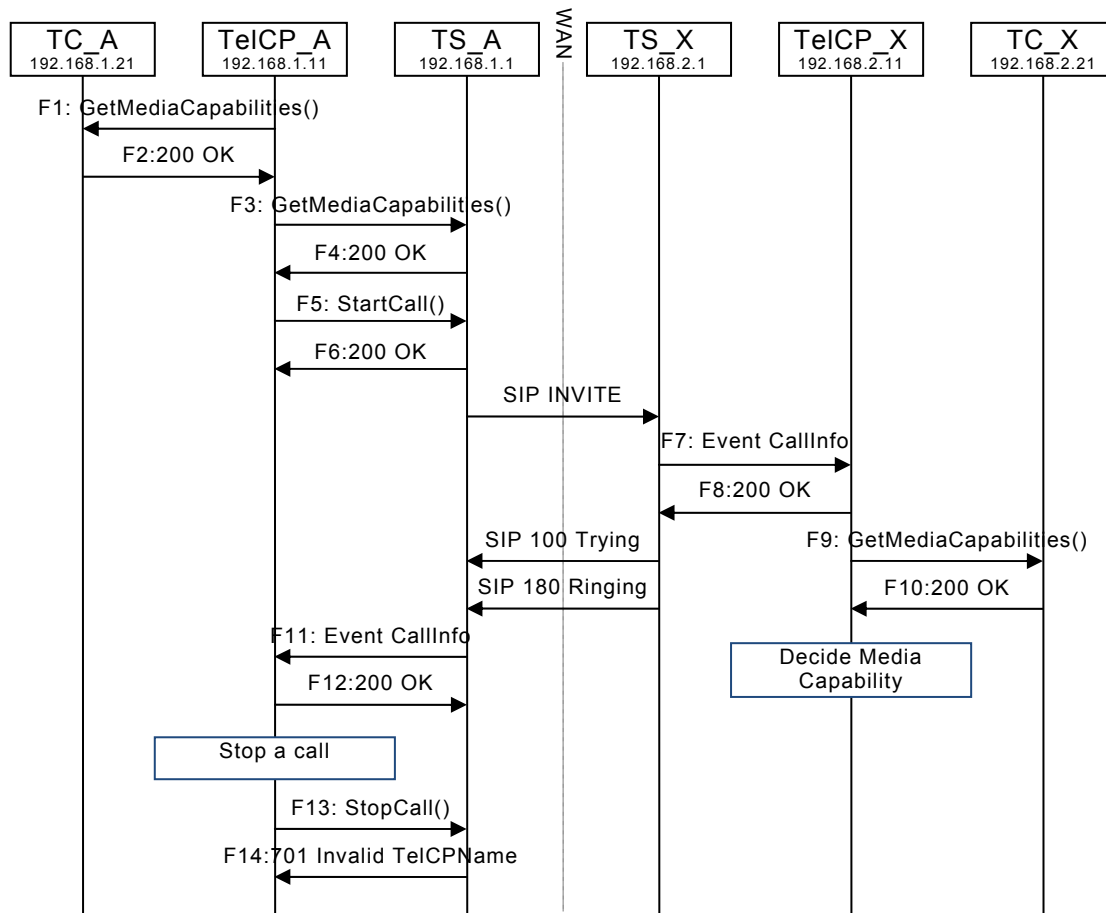 TC_A
192.168.1.21
TelCP_A
192.168.1.11
TS_A
192.168.1.1
WAN
TS_X
192.168.2.1
TelCP_X
192.168.2.11
TC_X
192.168.2.21
F1: GetMediaCapabilities()
F2:200 OK
F3: GetMediaCapabilities()
F4:200 OK
F5: StartCall()
F6:200 OK
SIP INVITE
F7: Event CallInfo
F8:200 OK
SIP 100 Trying
F9: GetMediaCapabilities()
SIP 180 Ringing
F10:200 OK
F11: Event CallInfo
Decide Media
Capability
F12:200 OK
Stop a call
F13: StopCall()
F14:701 Invalid TelCPName